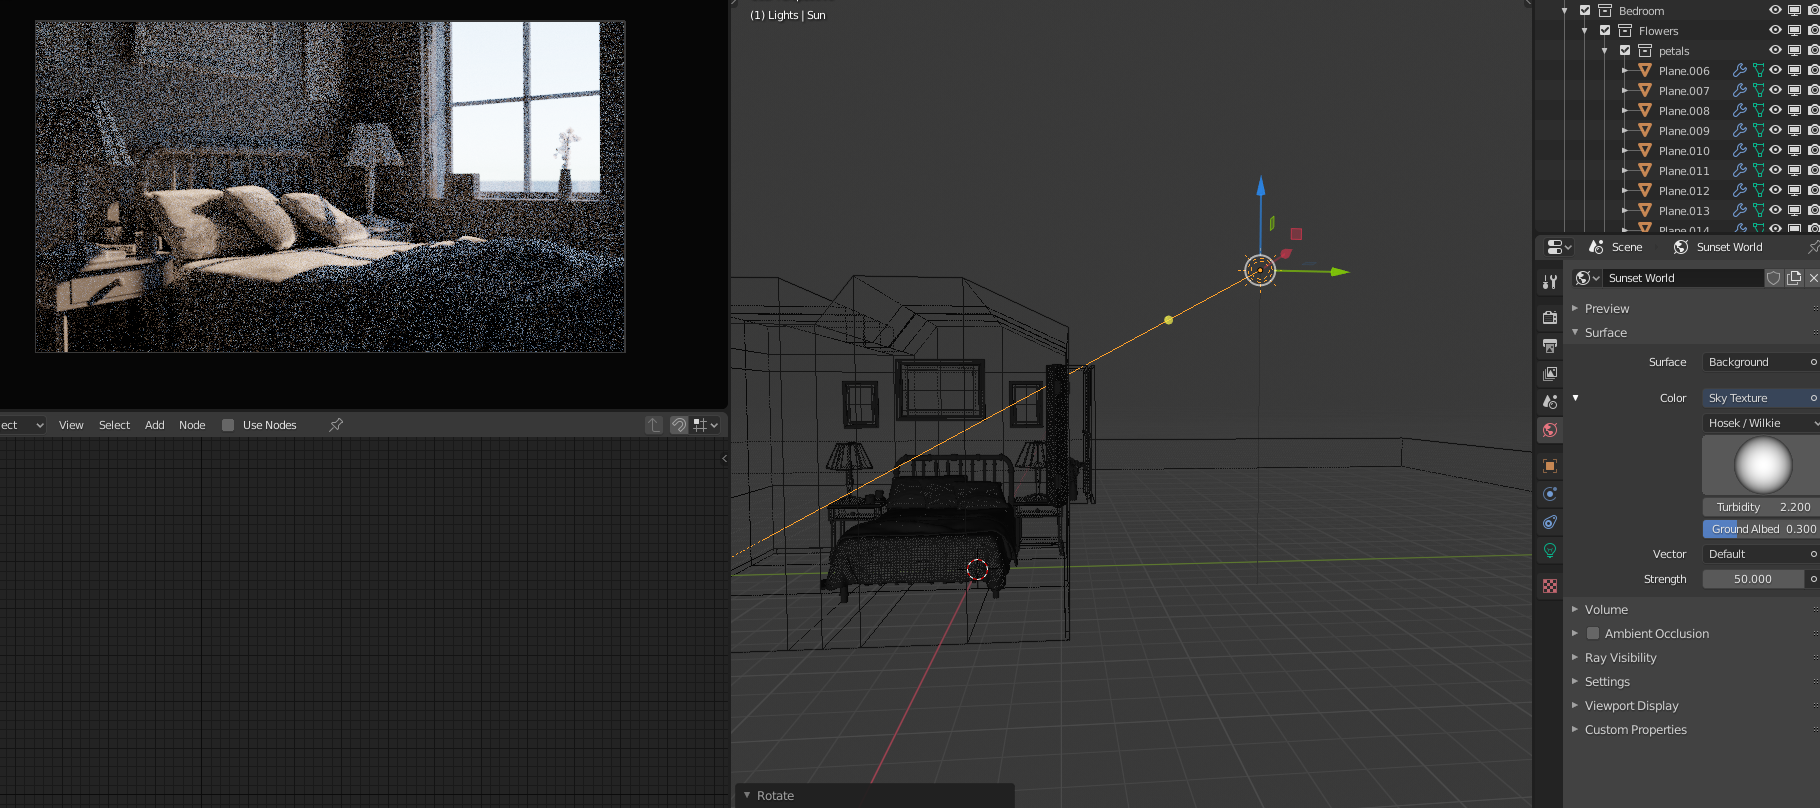 (1) Lights | Sun
Bedroom
Flowers
petals
Plane.006
Plane.007
Plane.008
Plane.009
Plane.010
Plane.011
Plane.012
Plane.013
Plane.014
Scene
Sunset World
Sunset World
Preview
Surface
Surface Background
Color Sky Texture
Hosek / Wilkie
Turbidity 2.200
Ground Albed 0.300
Vector Default
Strength 50.000
Volume
Ambient Occlusion
Ray Visibility
Settings
Viewport Display
Custom Properties
ect View Select Add Node Use Nodes
Rotate